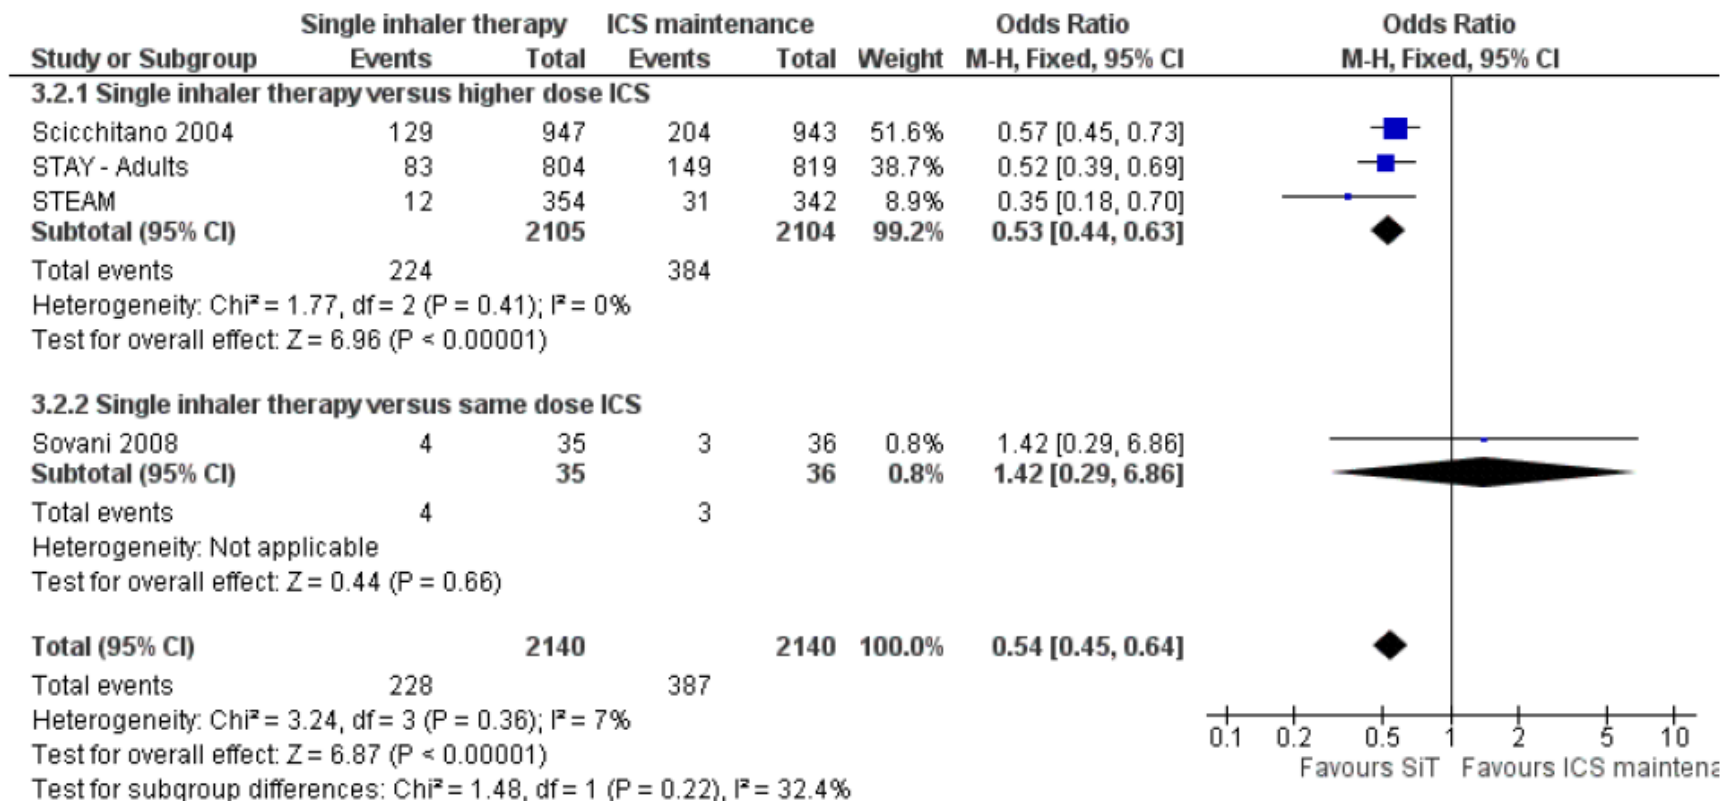 Single inhaler therapy ICS maintenance Odds Ratio Odds Ratio
Study or Subgroup Events Total Events Total Weight M-H, Fixed, 95% CI M-H, Fixed, 95% CI
3.2.1 Single inhaler therapy versus higher dose ICS
Scicchitano 2004 129 947 204 943 51.6% 0.57 [0.45, 0.73]
STAY - Adults 83 804 149 819 38.7% 0.52 [0.39, 0.69]
STEAM 12 354 31 342 8.9% 0.35 [0.18, 0.70]
Subtotal (95% CI) 2105 2104 99.2% 0.53 [0.44, 0.63]
Total events 224 384
Heterogeneity: Chi² = 1.77, df = 2 (P = 0.41); I² = 0%
Test for overall effect: Z = 6.96 (P < 0.00001)
3.2.2 Single inhaler therapy versus same dose ICS
Sovani 2008 4 35 3 36 0.8% 1.42 [0.29, 6.86]
Subtotal (95% CI) 35 36 0.8% 1.42 [0.29, 6.86]
Total events 4 3
Heterogeneity: Not applicable
Test for overall effect: Z = 0.44 (P = 0.66)
Total (95% CI) 2140 2140 100.0% 0.54 [0.45, 0.64]
Total events 228 387
Heterogeneity: Chi² = 3.24, df = 3 (P = 0.36); I² = 7%
Test for overall effect: Z = 6.87 (P < 0.00001)
Test for subgroup differences: Chi² = 1.48, df = 1 (P = 0.22), I² = 32.4%
0.1 0.2 0.5 1 2 5 10
Favours SiT Favours ICS maintena